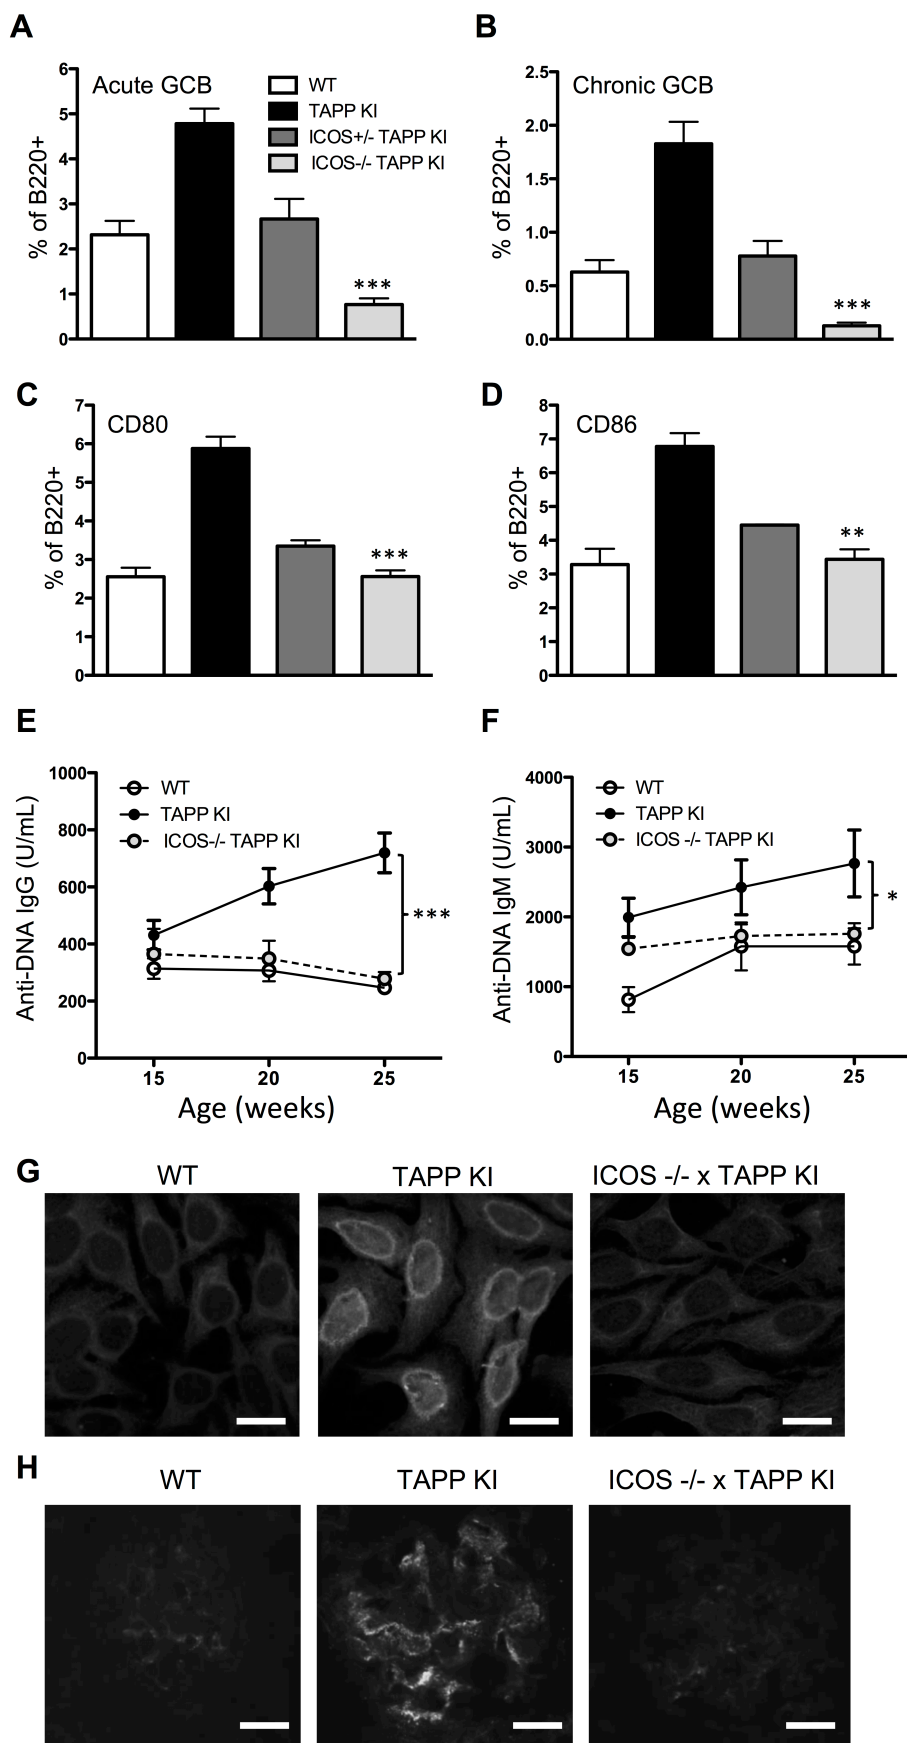 A
Acute GCB
WT
TAPP KI
ICOS+/- TAPP KI
ICOS-/- TAPP KI
% of B220+
6
5
4
3
2
1
0
***
B
Chronic GCB
% of B220+
2.5
2.0
1.5
1.0
0.5
0.0
***
C
CD80
% of B220+
7
6
5
4
3
2
1
0
***
D
CD86
% of B220+
8
7
6
5
4
3
2
1
0
**
E
WT
TAPP KI
ICOS-/- TAPP KI
Anti-DNA IgG (U/mL)
1000
800
600
400
200
0
***
15 20 25
Age (weeks)
F
WT
TAPP KI
ICOS -/- TAPP KI
Anti-DNA IgM (U/mL)
4000
3000
2000
1000
0
*
15 20 25
Age (weeks)
G
WT TAPP KI ICOS -/- x TAPP KI
H
WT TAPP KI ICOS -/- x TAPP KI